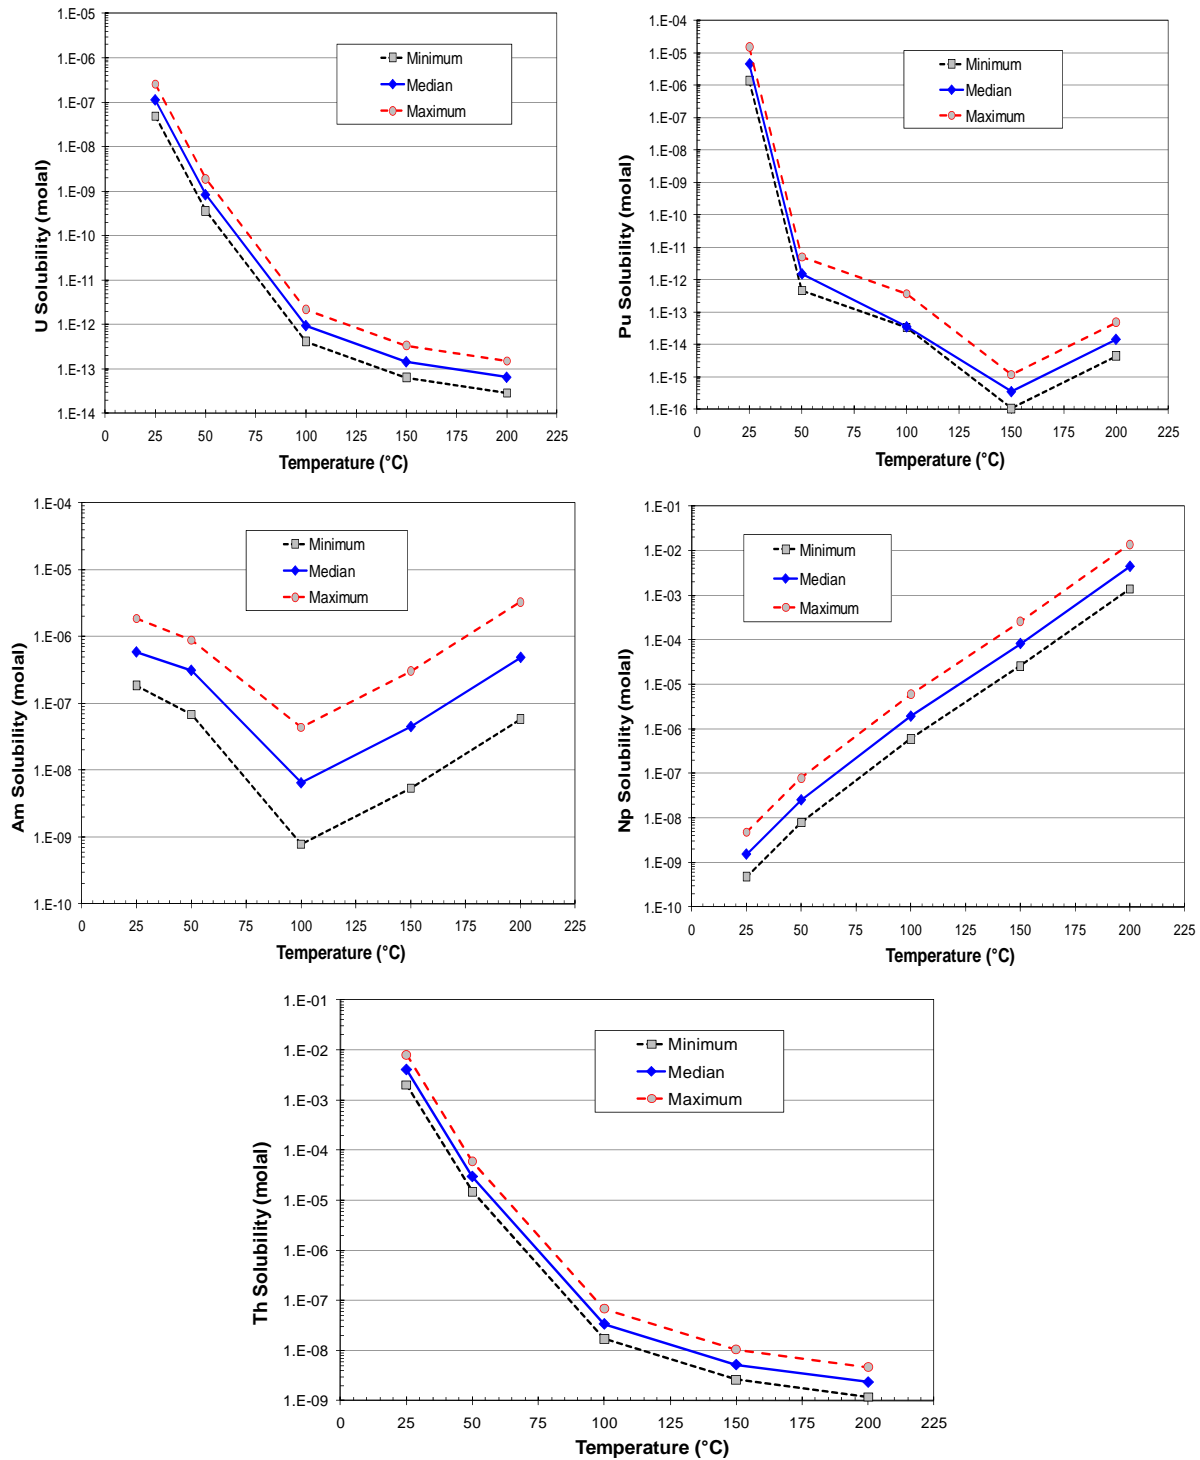 U Solubility (molal)
1.E-05
1.E-06
1.E-07
1.E-08
1.E-09
1.E-10
1.E-11
1.E-12
1.E-13
1.E-14
Minimum
Median
Maximum
0 25 50 75 100 125 150 175 200 225
Temperature (°C)
Pu Solubility (molal)
1.E-04
1.E-05
1.E-06
1.E-07
1.E-08
1.E-09
1.E-10
1.E-11
1.E-12
1.E-13
1.E-14
1.E-15
1.E-16
Minimum
Median
Maximum
0 25 50 75 100 125 150 175 200 225
Temperature (°C)
Am Solubility (molal)
1.E-04
1.E-05
1.E-06
1.E-07
1.E-08
1.E-09
1.E-10
Minimum
Median
Maximum
0 25 50 75 100 125 150 175 200 225
Temperature (°C)
Np Solubility (molal)
1.E-01
1.E-02
1.E-03
1.E-04
1.E-05
1.E-06
1.E-07
1.E-08
1.E-09
1.E-10
Minimum
Median
Maximum
0 25 50 75 100 125 150 175 200 225
Temperature (°C)
Th Solubility (molal)
1.E-01
1.E-02
1.E-03
1.E-04
1.E-05
1.E-06
1.E-07
1.E-08
1.E-09
Minimum
Median
Maximum
0 25 50 75 100 125 150 175 200 225
Temperature (°C)